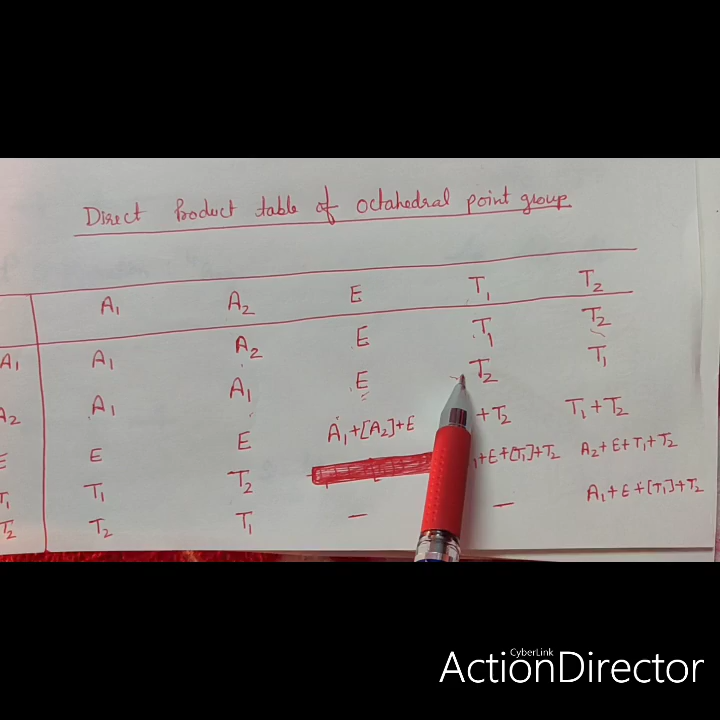 Direct Product table of octahedral point group
A₁ A₂ E T₁ T₂
A₁ A₁ A₂ E T₁ T₂
A₂ A₁ A₁ E T₂ T₁
E E E A₁+[A₂]+E +T₂ T₁+T₂
T₁ T₁ T₂ +E+[T₁]+T₂ A₂+E+T₁+T₂
T₂ T₂ T₁ — — A₁+E+[T₁]+T₂
CyberLink
ActionDirector